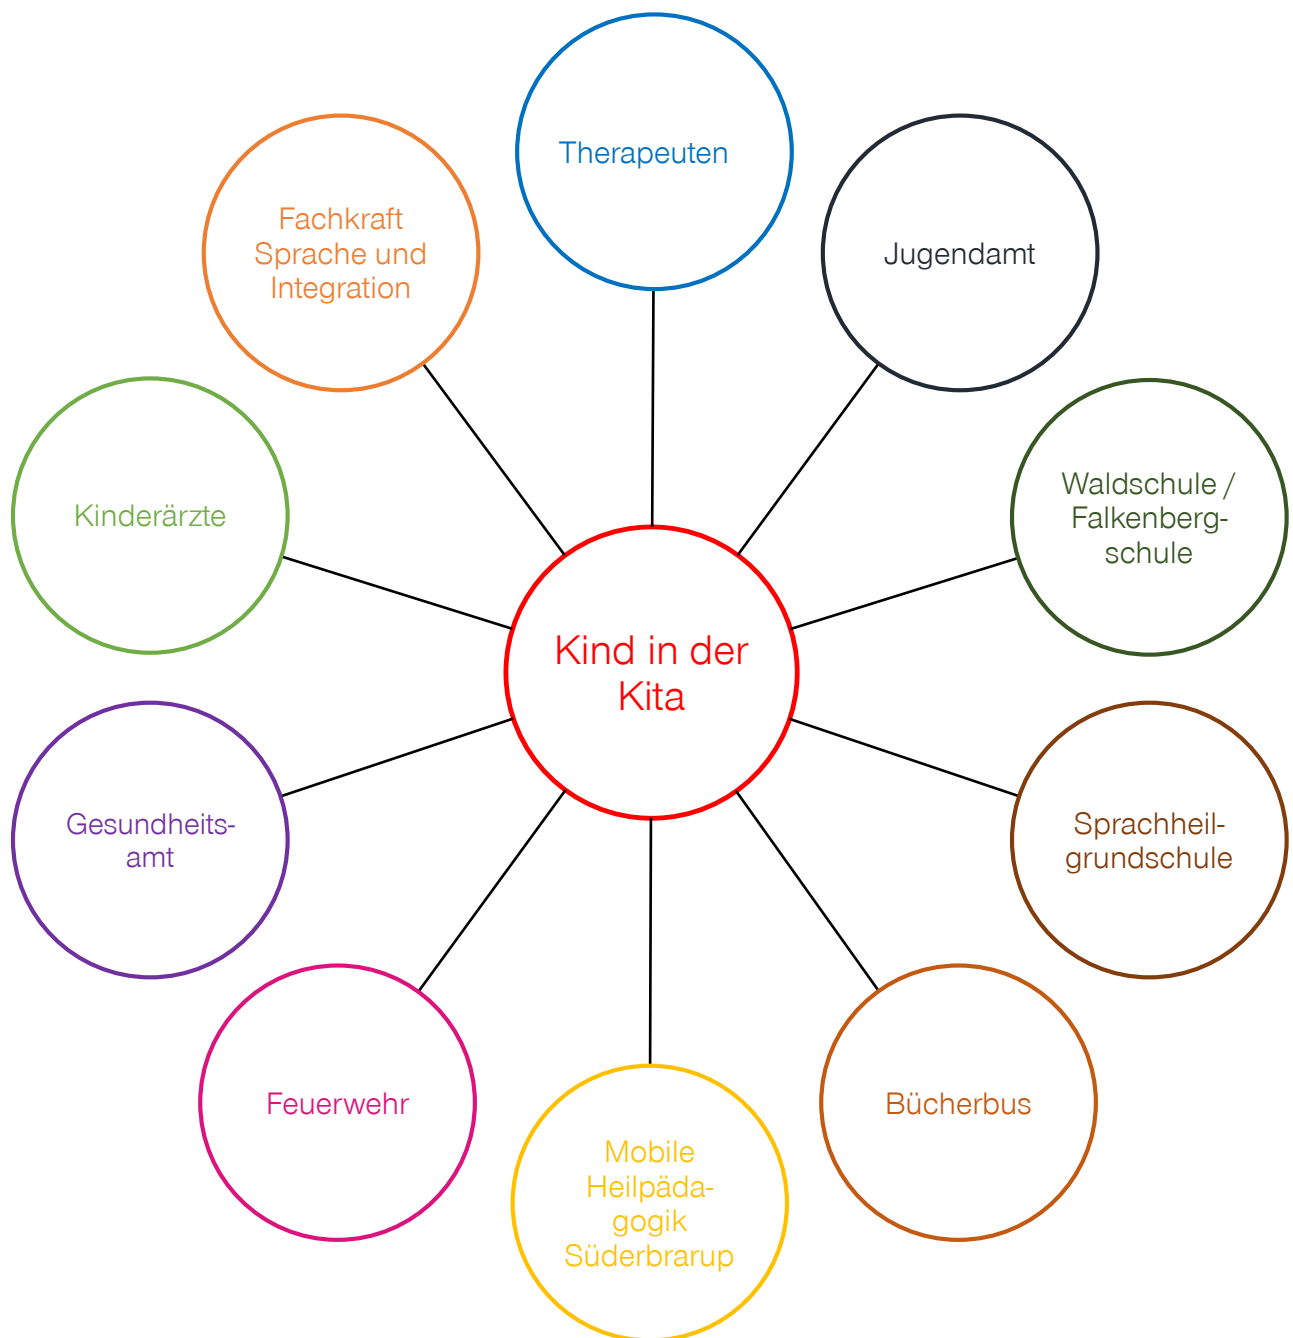 Therapeuten
Fachkraft
Sprache und
Integration
Jugendamt
Kinderärzte
Waldschule /
Falkenberg-
schule
Kind in der
Kita
Gesundheits-
amt
Sprachheil-
grundschule
Feuerwehr
Bücherbus
Mobile
Heilpäda-
gogik
Süderbrarup